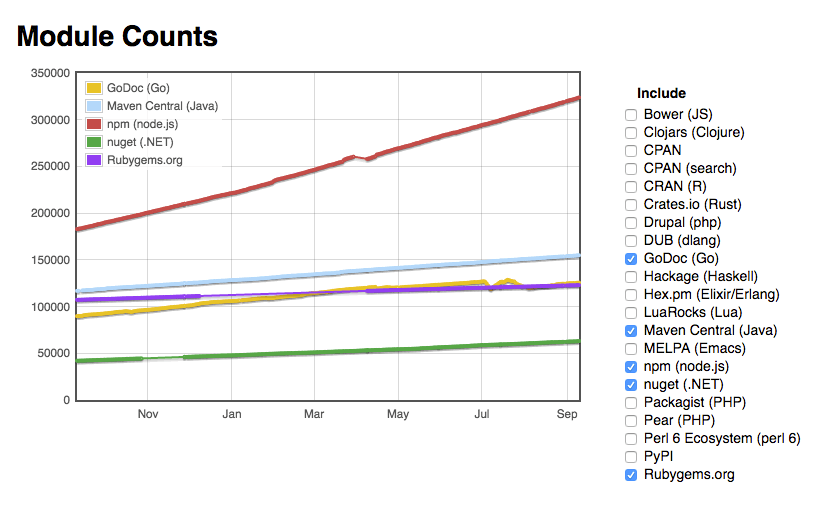 Module Counts
350000
300000
250000
200000
150000
100000
50000
0
GoDoc (Go)
Maven Central (Java)
npm (node.js)
nuget (.NET)
Rubygems.org
Nov Jan Mar May Jul Sep
Include
Bower (JS)
Clojars (Clojure)
CPAN
CPAN (search)
CRAN (R)
Crates.io (Rust)
Drupal (php)
DUB (dlang)
GoDoc (Go)
Hackage (Haskell)
Hex.pm (Elixir/Erlang)
LuaRocks (Lua)
Maven Central (Java)
MELPA (Emacs)
npm (node.js)
nuget (.NET)
Packagist (PHP)
Pear (PHP)
Perl 6 Ecosystem (perl 6)
PyPI
Rubygems.org